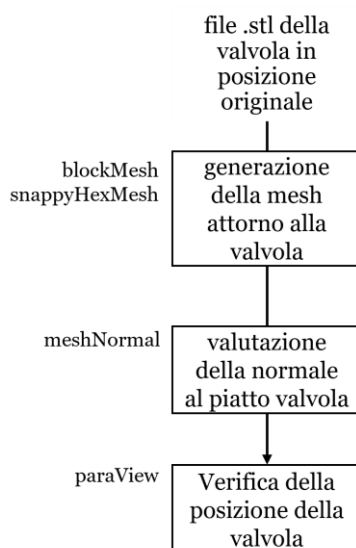 file .stl della
valvola in
posizione
originale
blockMesh
snappyHexMesh
generazione
della mesh
attorno alla
valvola
meshNormal
valutazione
della normale
al piatto valvola
paraView
Verifica della
posizione della
valvola